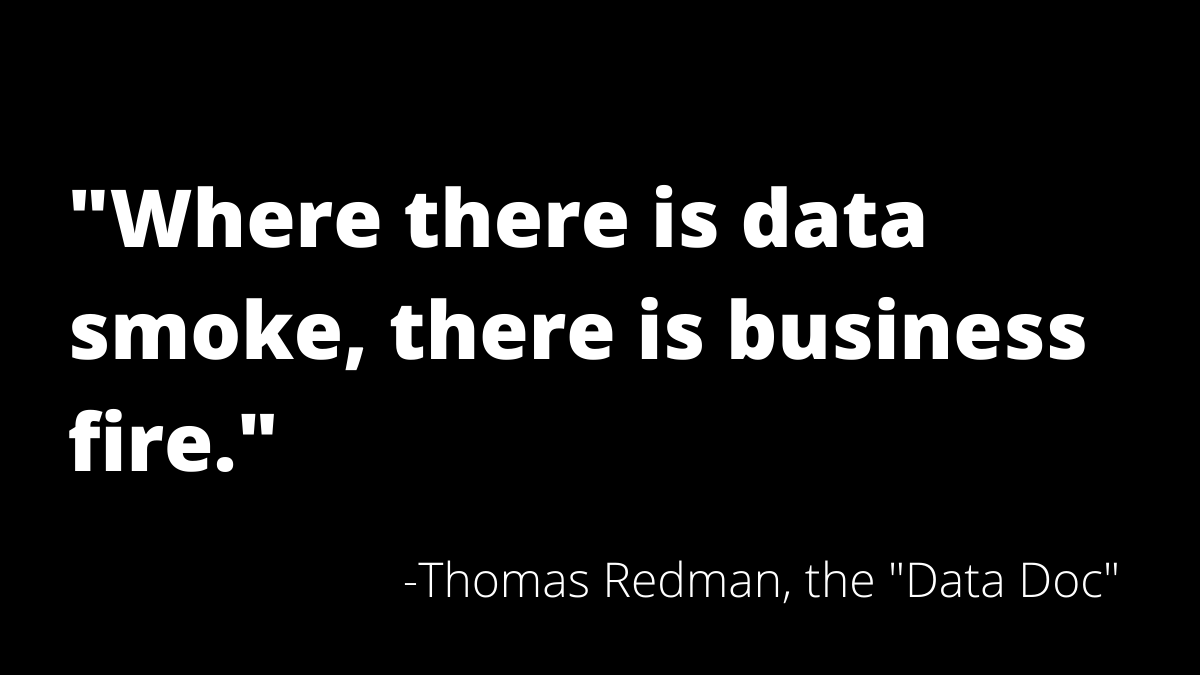 "Where there is data
smoke, there is business
fire."
-Thomas Redman, the "Data Doc"